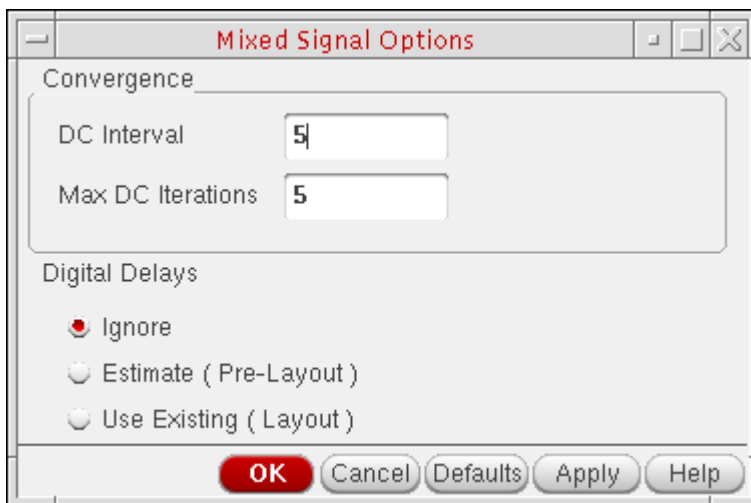 Mixed Signal Options
Convergence
DC Interval 5
Max DC Iterations 5
Digital Delays
Ignore
Estimate ( Pre-Layout )
Use Existing ( Layout )
OK Cancel Defaults Apply Help